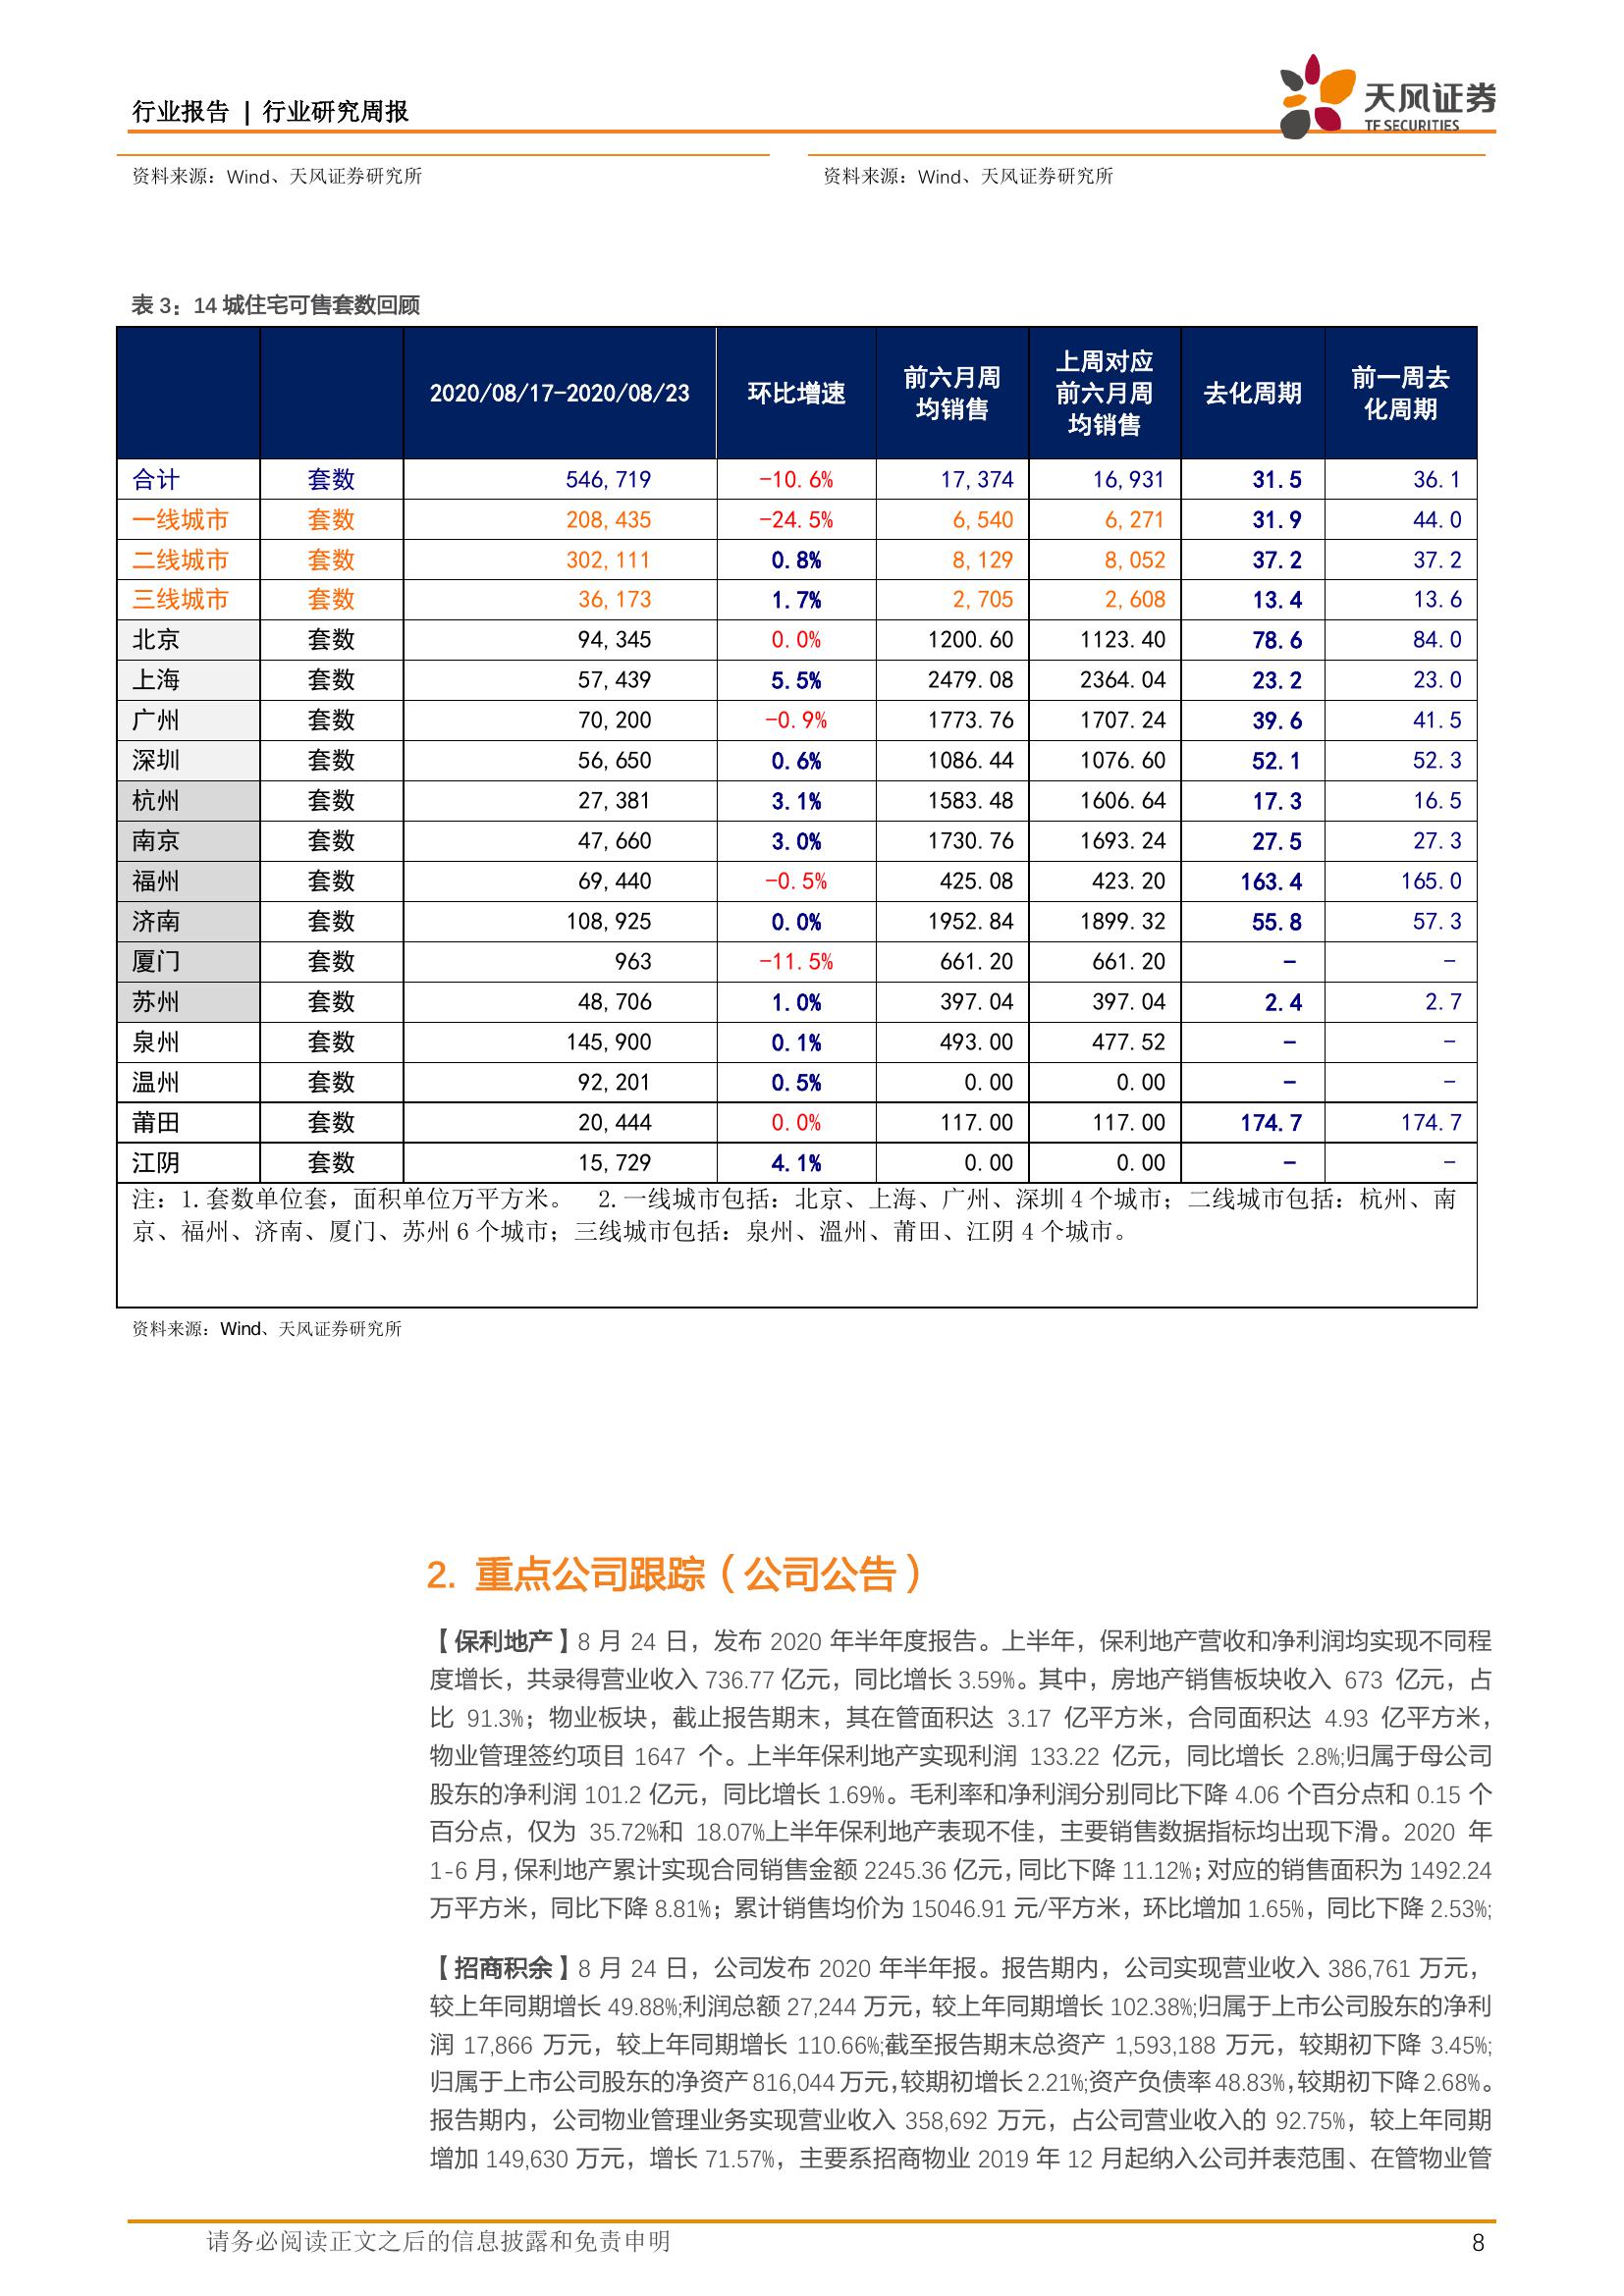 行业报告 | 行业研究周报
天风证券
TF SECURITIES
资料来源：Wind、天风证券研究所
资料来源：Wind、天风证券研究所
表 3：14 城住宅可售套数回顾
2020/08/17-2020/08/23 环比增速 前六月周均销售 上周对应前六月周均销售 去化周期 前一周去化周期
合计 套数 546,719 -10.6% 17,374 16,931 31.5 36.1
一线城市 套数 208,435 -24.5% 6,540 6,271 31.9 44.0
二线城市 套数 302,111 0.8% 8,129 8,052 37.2 37.2
三线城市 套数 36,173 1.7% 2,705 2,608 13.4 13.6
北京 套数 94,345 0.0% 1200.60 1123.40 78.6 84.0
上海 套数 57,439 5.5% 2479.08 2364.04 23.2 23.0
广州 套数 70,200 -0.9% 1773.76 1707.24 39.6 41.5
深圳 套数 56,650 0.6% 1086.44 1076.60 52.1 52.3
杭州 套数 27,381 3.1% 1583.48 1606.64 17.3 16.5
南京 套数 47,660 3.0% 1730.76 1693.24 27.5 27.3
福州 套数 69,440 -0.5% 425.08 423.20 163.4 165.0
济南 套数 108,925 0.0% 1952.84 1899.32 55.8 57.3
厦门 套数 963 -11.5% 661.20 661.20 - -
苏州 套数 48,706 1.0% 397.04 397.04 2.4 2.7
泉州 套数 145,900 0.1% 493.00 477.52 - -
温州 套数 92,201 0.5% 0.00 0.00 - -
莆田 套数 20,444 0.0% 117.00 117.00 174.7 174.7
江阴 套数 15,729 4.1% 0.00 0.00 - -
注：1.套数单位套，面积单位万平方米。 2.一线城市包括：北京、上海、广州、深圳 4 个城市；二线城市包括：杭州、南
京、福州、济南、厦门、苏州 6 个城市；三线城市包括：泉州、温州、莆田、江阴 4 个城市。
资料来源：Wind、天风证券研究所
2. 重点公司跟踪（公司公告）
【保利地产】8 月 24 日，发布 2020 年半年度报告。上半年，保利地产营收和净利润均实现不同程
度增长，共录得营业收入 736.77 亿元，同比增长 3.59%。其中，房地产销售板块收入 673 亿元，占
比 91.3%；物业板块，截止报告期末，其在管面积达 3.17 亿平方米，合同面积达 4.93 亿平方米，
物业管理签约项目 1647 个。上半年保利地产实现利润 133.22 亿元，同比增长 2.8%;归属于母公司
股东的净利润 101.2 亿元，同比增长 1.69%。毛利率和净利润分别同比下降 4.06 个百分点和 0.15 个
百分点，仅为 35.72%和 18.07%上半年保利地产表现不佳，主要销售数据指标均出现下滑。2020 年
1-6 月，保利地产累计实现合同销售金额 2245.36 亿元，同比下降 11.12%；对应的销售面积为 1492.24
万平方米，同比下降 8.81%；累计销售均价为 15046.91 元/平方米，环比增加 1.65%，同比下降 2.53%;
【招商积余】8 月 24 日，公司发布 2020 年半年报。报告期内，公司实现营业收入 386,761 万元，
较上年同期增长 49.88%;利润总额 27,244 万元，较上年同期增长 102.38%;归属于上市公司股东的净利
润 17,866 万元，较上年同期增长 110.66%;截至报告期末总资产 1,593,188 万元，较期初下降 3.45%;
归属于上市公司股东的净资产 816,044 万元，较期初增长 2.21%;资产负债率 48.83%，较期初下降 2.68%。
报告期内，公司物业管理业务实现营业收入 358,692 万元，占公司营业收入的 92.75%，较上年同期
增加 149,630 万元，增长 71.57%，主要系招商物业 2019 年 12 月起纳入公司并表范围、在管物业管
请务必阅读正文之后的信息披露和免责申明 8